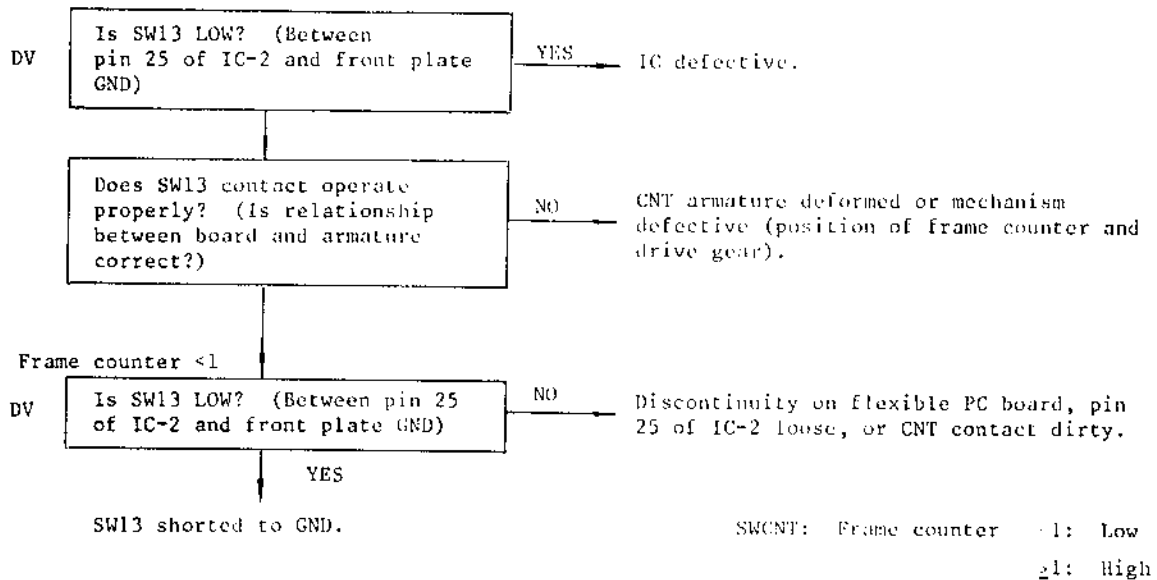 Is SW13 LOW? (Between
pin 25 of IC-2 and front plate
GND)
DV
YES
IC defective.
Does SW13 contact operate
properly? (Is relationship
between board and armature
correct?)
NO
CNT armature deformed or mechanism
defective (position of frame counter and
drive gear).
Frame counter <1
DV
Is SW13 LOW? (Between pin 25
of IC-2 and front plate GND)
NO
Discontinuity on flexible PC board, pin
25 of IC-2 loose, or CNT contact dirty.
YES
SW13 shorted to GND.
SWCNT: Frame counter 1: Low
≥1: High